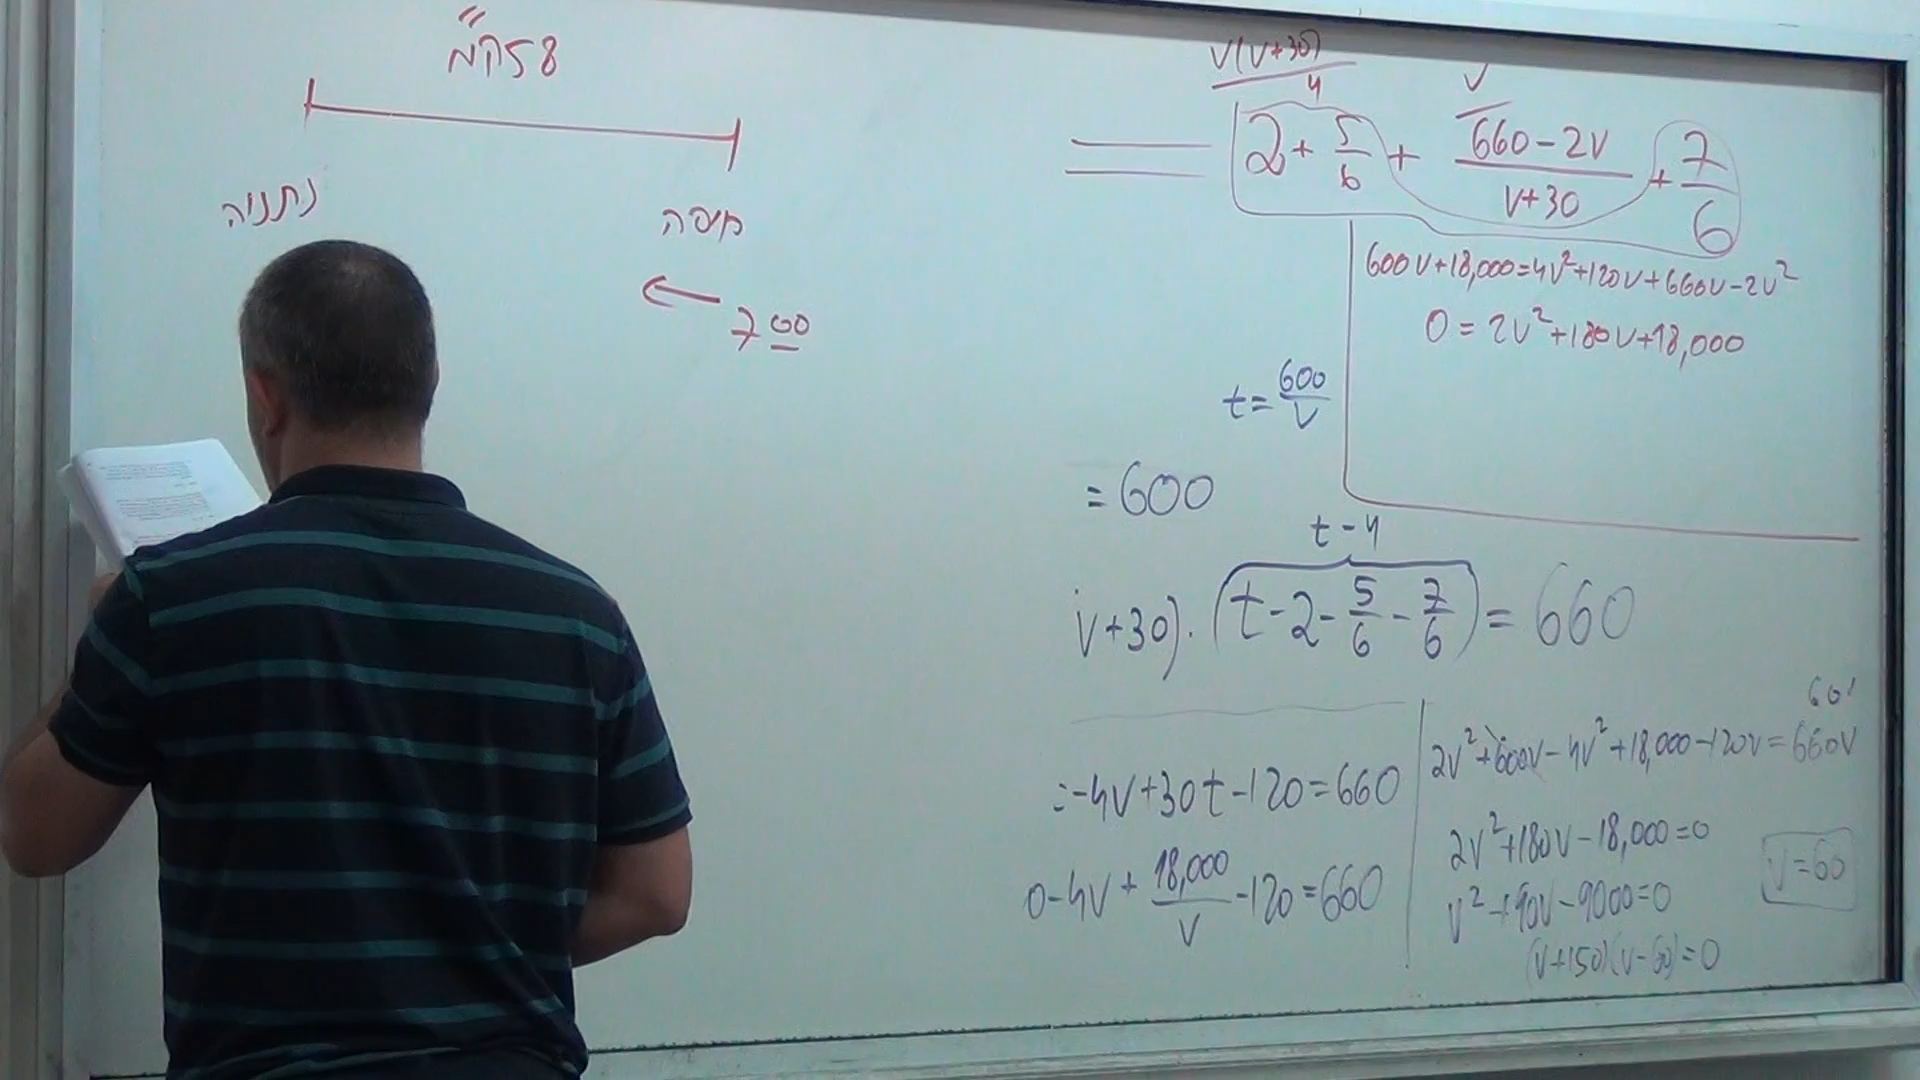 58 ק"מ
נתניה
חיפה
7 00
V(V+30)
4
V
2 + 5/6 + (660-2V)/(V+30) + 7/6
600V+18,000=4V²+120V+660V-2V²
0 = 2V²+180V+18,000
t = 600/V
= 600
t-4
V+30)·(t-2-5/6-7/6) = 660
=-4V+30t-120=660
0-4V+18,000/V-120=660
60
2V²+600V-4V²+18,000-120V=660V
2V²+180V-18,000=0
V²+90V-9000=0
(V+150)(V-60)=0
V=60